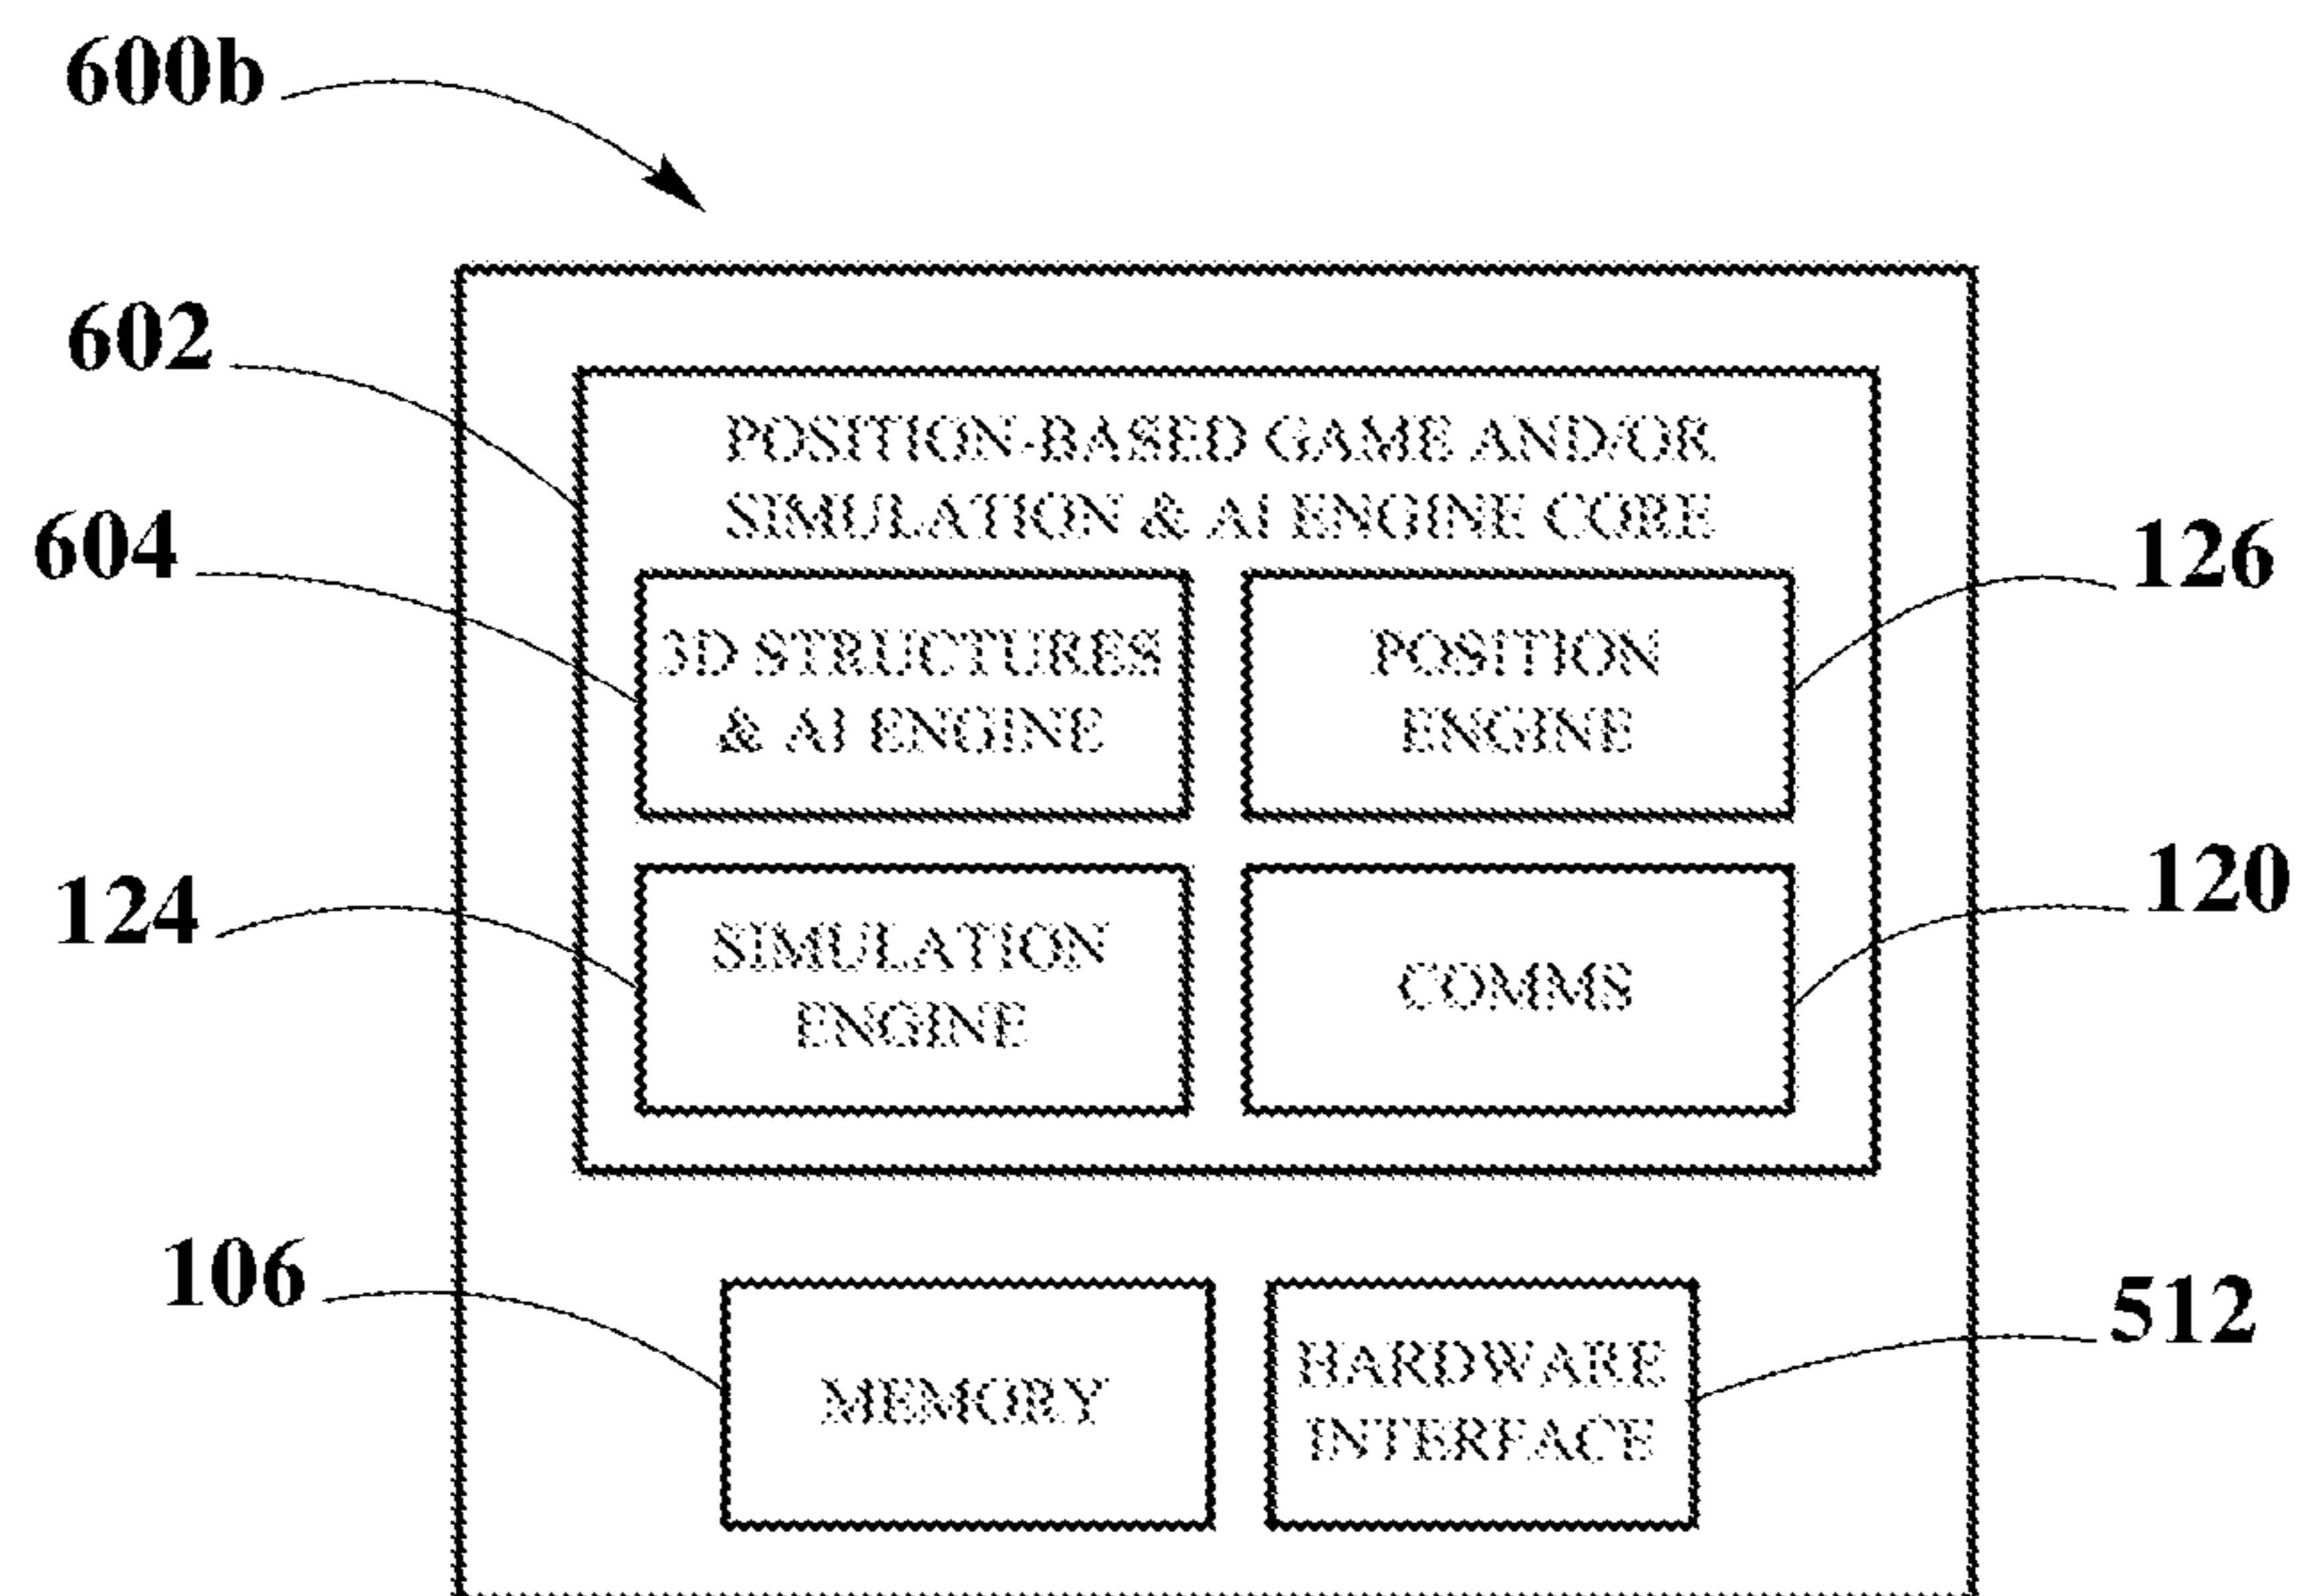 600b
602
POSITION-BASED GAME AND/OR
SIMULATION & AI ENGINE CORE
604
126
3D STRUCTURES
& AI ENGINE
POSITION
ENGINE
124
120
SIMULATION
ENGINE
COMMS
106
512
MEMORY
HARDWARE
INTERFACE